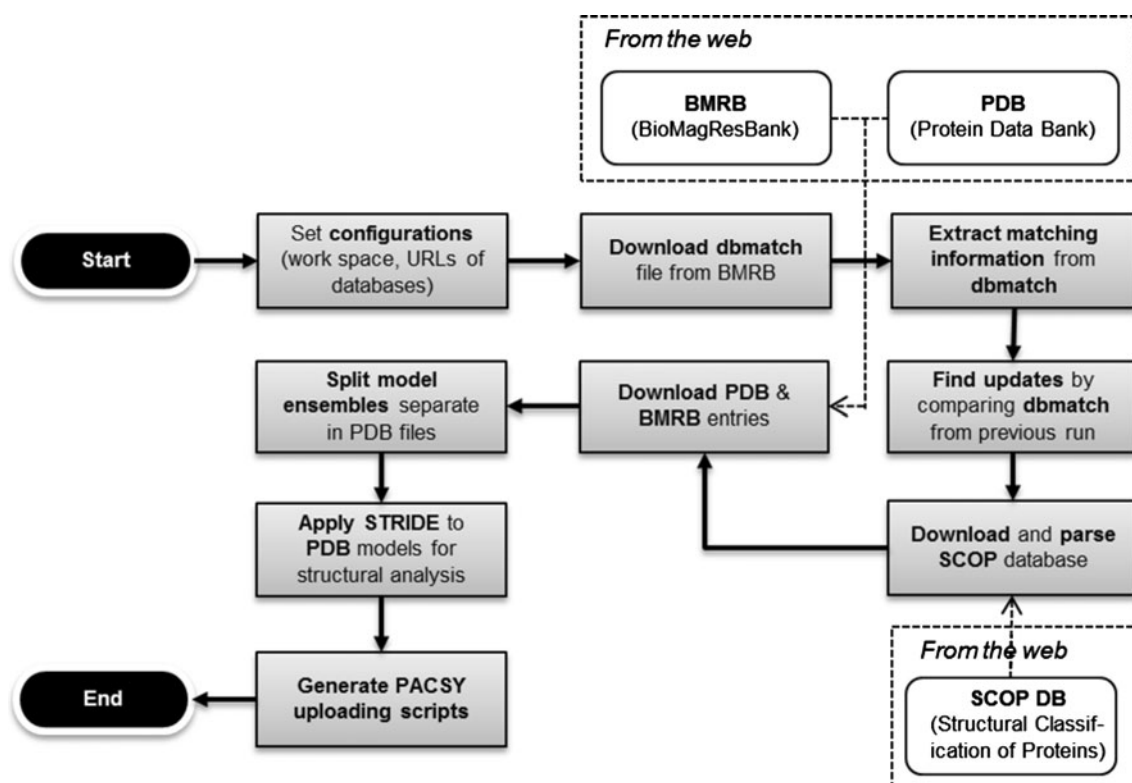 From the web
BMRB
(BioMagResBank)
PDB
(Protein Data Bank)
Start
Set configurations
(work space, URLs of
databases)
Download dbmatch
file from BMRB
Extract matching
information from
dbmatch
Split model
ensembles separate
in PDB files
Download PDB &
BMRB entries
Find updates by
comparing dbmatch
from previous run
Apply STRIDE to
PDB models for
structural analysis
Download and parse
SCOP database
End
Generate PACSY
uploading scripts
From the web
SCOP DB
(Structural Classif-
ication of Proteins)